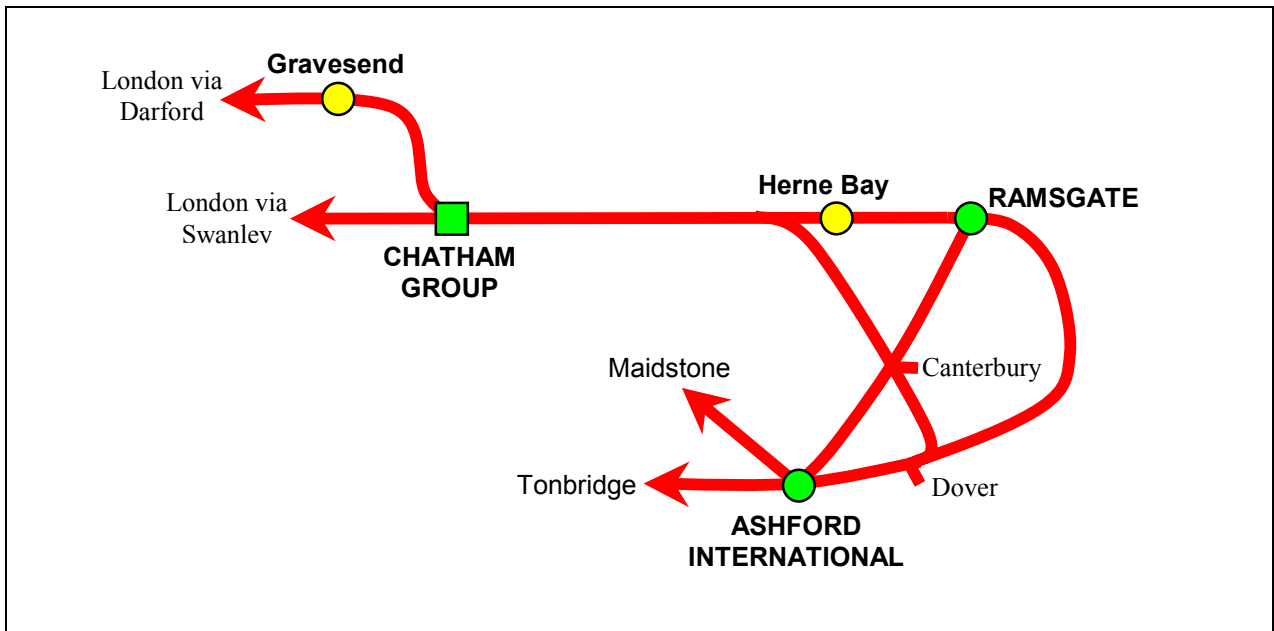 Gravesend
London via
Darford
London via
Swanlev
CHATHAM
GROUP
Herne Bay
RAMSGATE
Canterbury
Maidstone
Tonbridge
Dover
ASHFORD
INTERNATIONAL